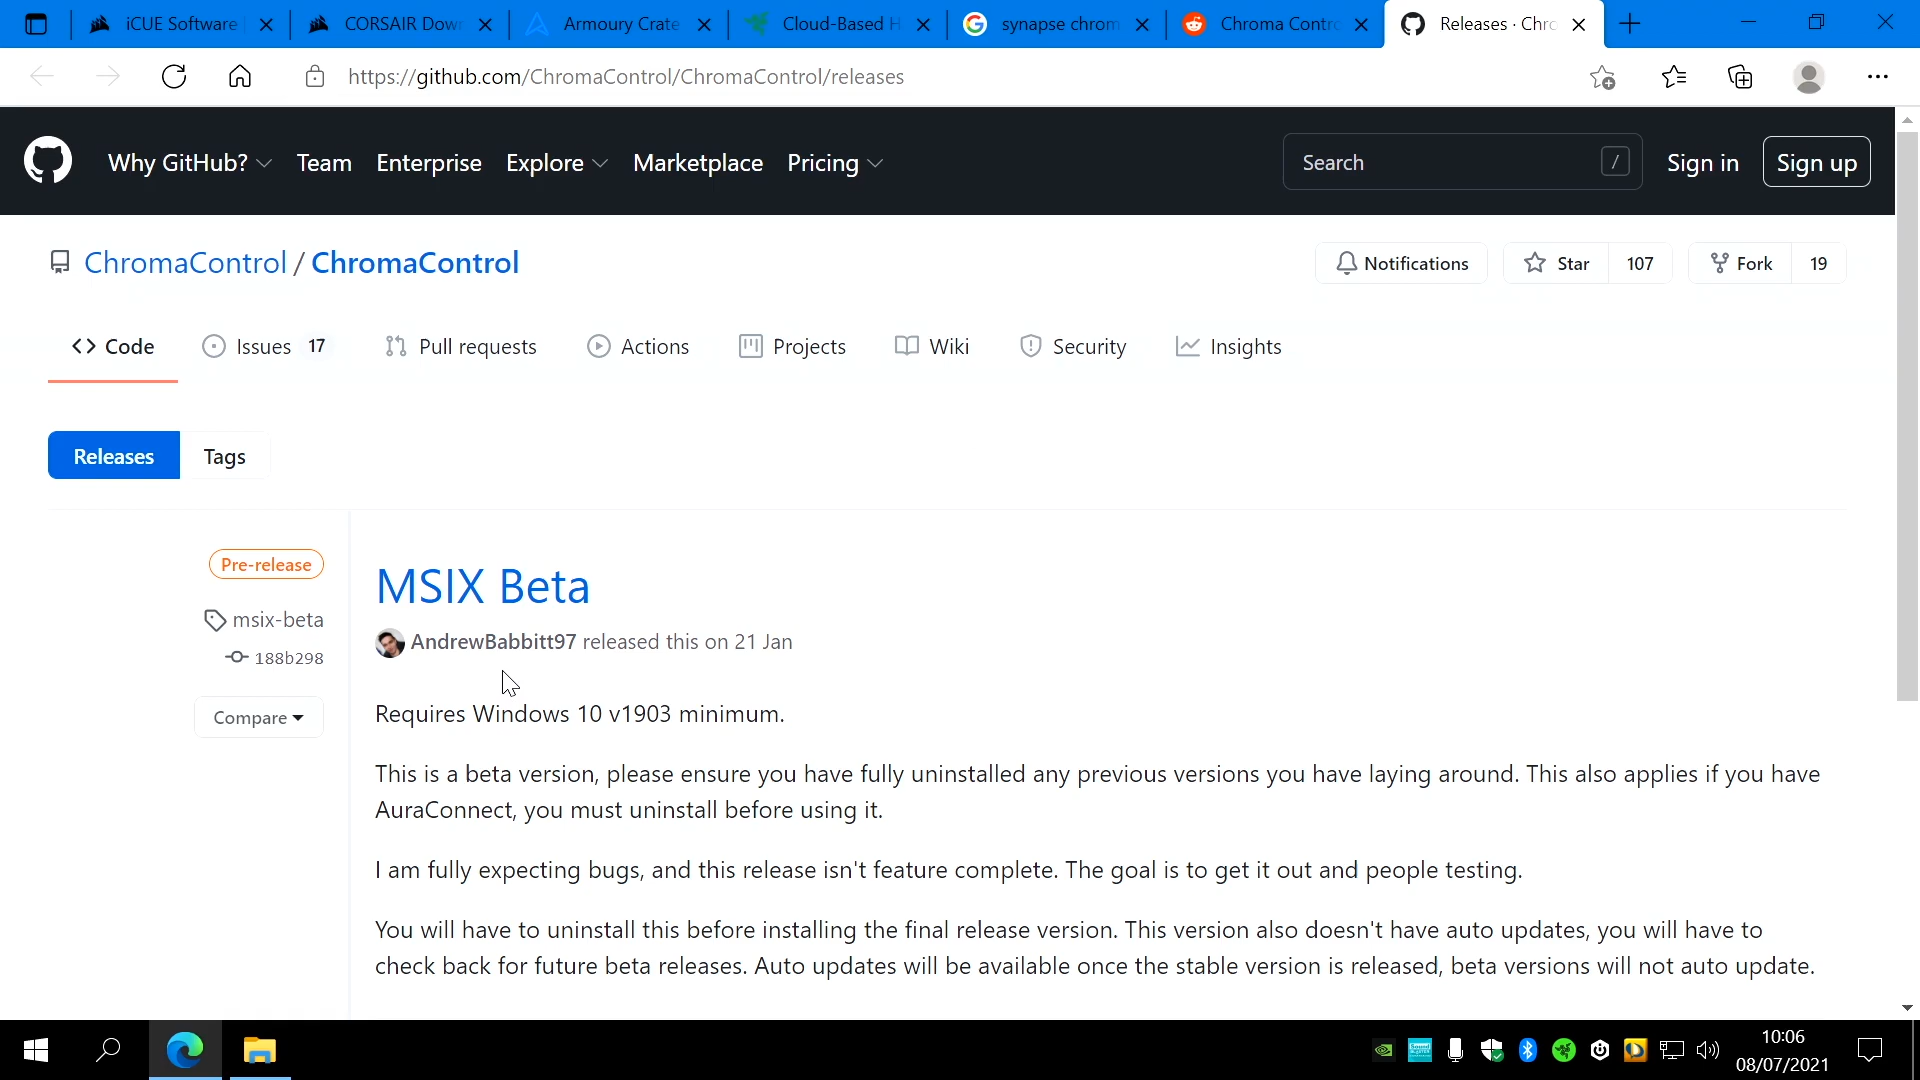 iCUE Software
CORSAIR Dow
Armoury Crate
Cloud-Based H
synapse chrom
Chroma Contro
Releases · Chro
https://github.com/ChromaControl/ChromaControl/releases
Why GitHub? Team Enterprise Explore Marketplace Pricing Search / Sign in Sign up
ChromaControl / ChromaControl
Notifications Star 107 Fork 19
Code Issues 17 Pull requests Actions Projects Wiki Security Insights
Releases Tags
Pre-release
msix-beta
188b298
Compare
MSIX Beta
AndrewBabbitt97 released this on 21 Jan
Requires Windows 10 v1903 minimum.
This is a beta version, please ensure you have fully uninstalled any previous versions you have laying around. This also applies if you have
AuraConnect, you must uninstall before using it.
I am fully expecting bugs, and this release isn't feature complete. The goal is to get it out and people testing.
You will have to uninstall this before installing the final release version. This version also doesn't have auto updates, you will have to
check back for future beta releases. Auto updates will be available once the stable version is released, beta versions will not auto update.
10:06
08/07/2021